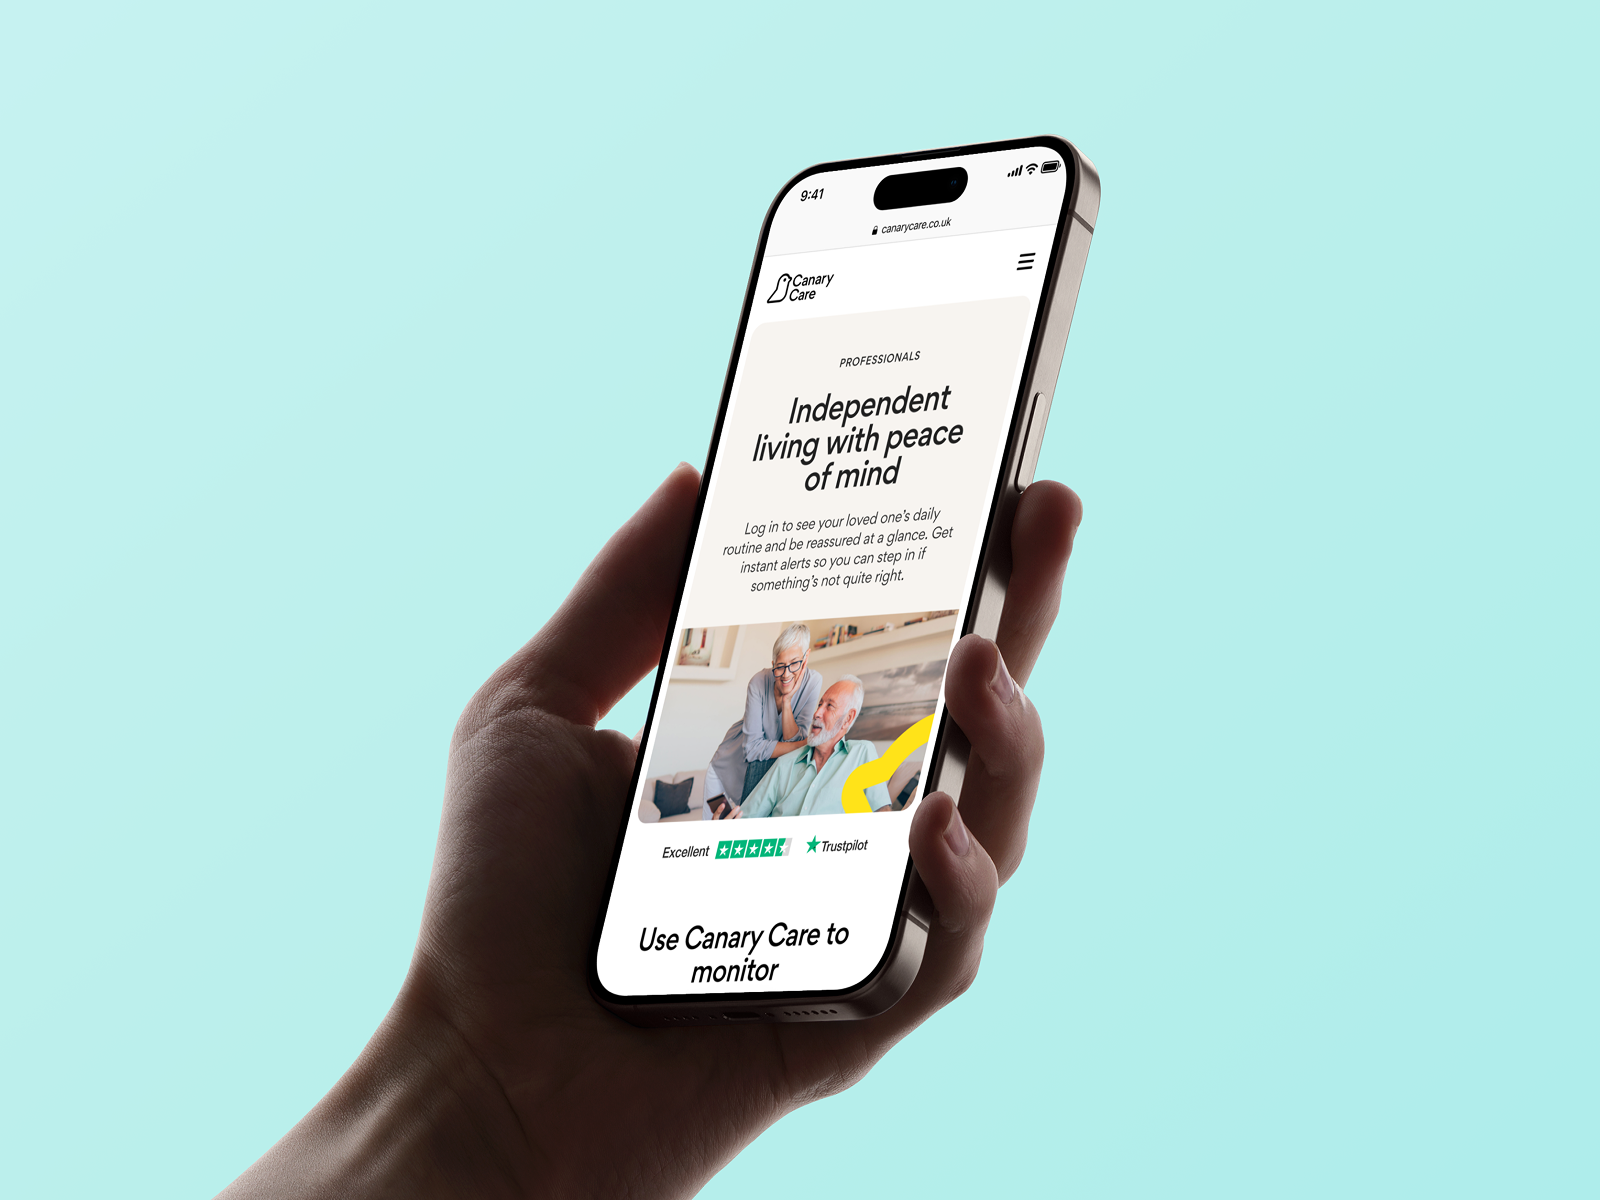 9:41
canarycare.co.uk
Canary
Care
PROFESSIONALS
Independent
living with peace
of mind
Log in to see your loved one's daily
routine and be reassured at a glance. Get
instant alerts so you can step in if
something's not quite right.
Excellent
Trustpilot
Use Canary Care to
monitor